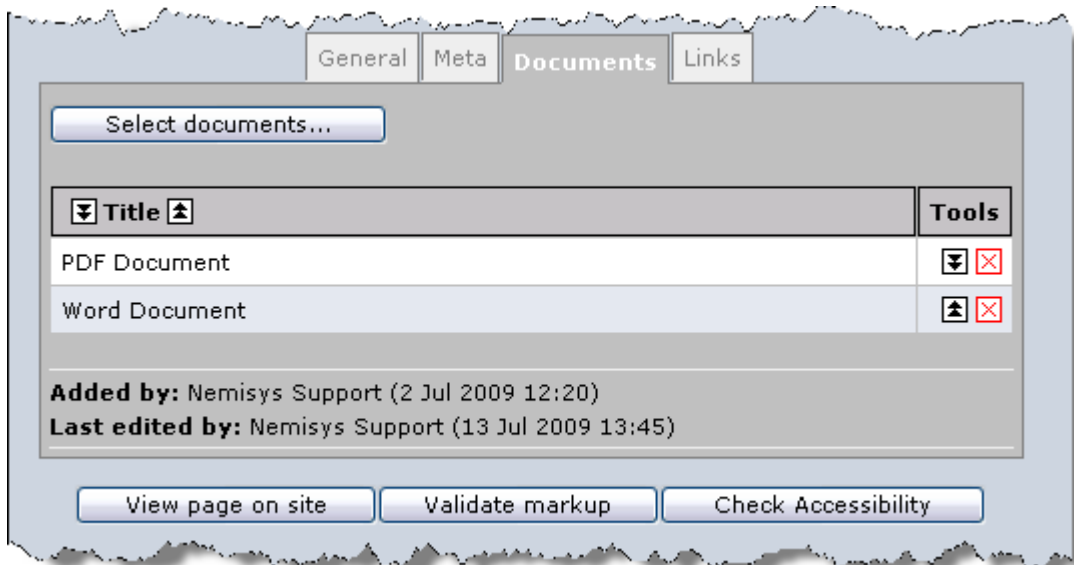 General Meta Documents Links
Select documents...
Title Tools
PDF Document
Word Document
Added by: Nemisys Support (2 Jul 2009 12:20)
Last edited by: Nemisys Support (13 Jul 2009 13:45)
View page on site Validate markup Check Accessibility